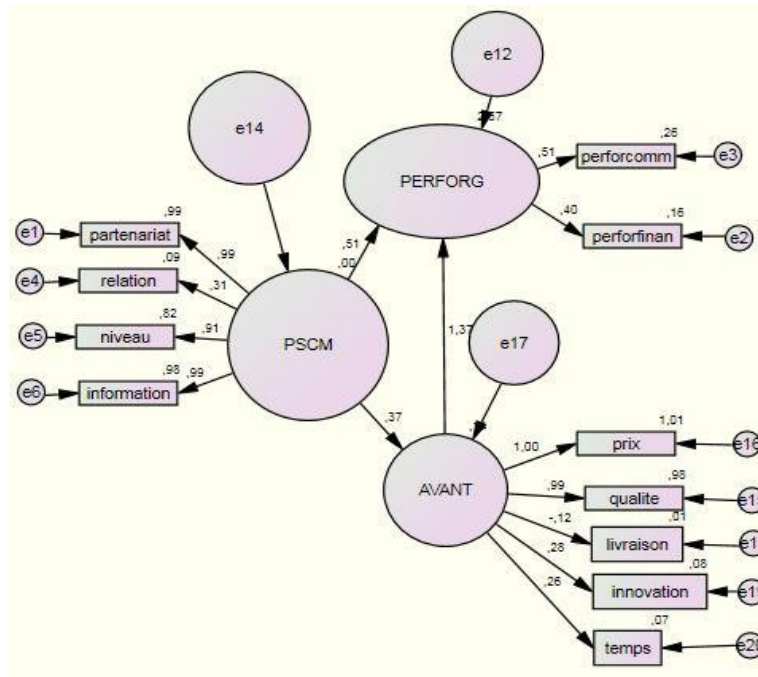 e12
e14
,26
,51
perforcomm
e3
PERFORG
,40
,16
perforfinan
e2
,99
e1
partenariat
,99
,09
e4
relation
,31
,51
,00
,82
e5
niveau
,91
PSCM
1,37
e17
,98
,99
e6
information
,37
1,01
1,00
prix
e16
AVANT
,99
,98
qualite
-,12
,01
livraison
,28
,08
innovation
,26
,07
temps